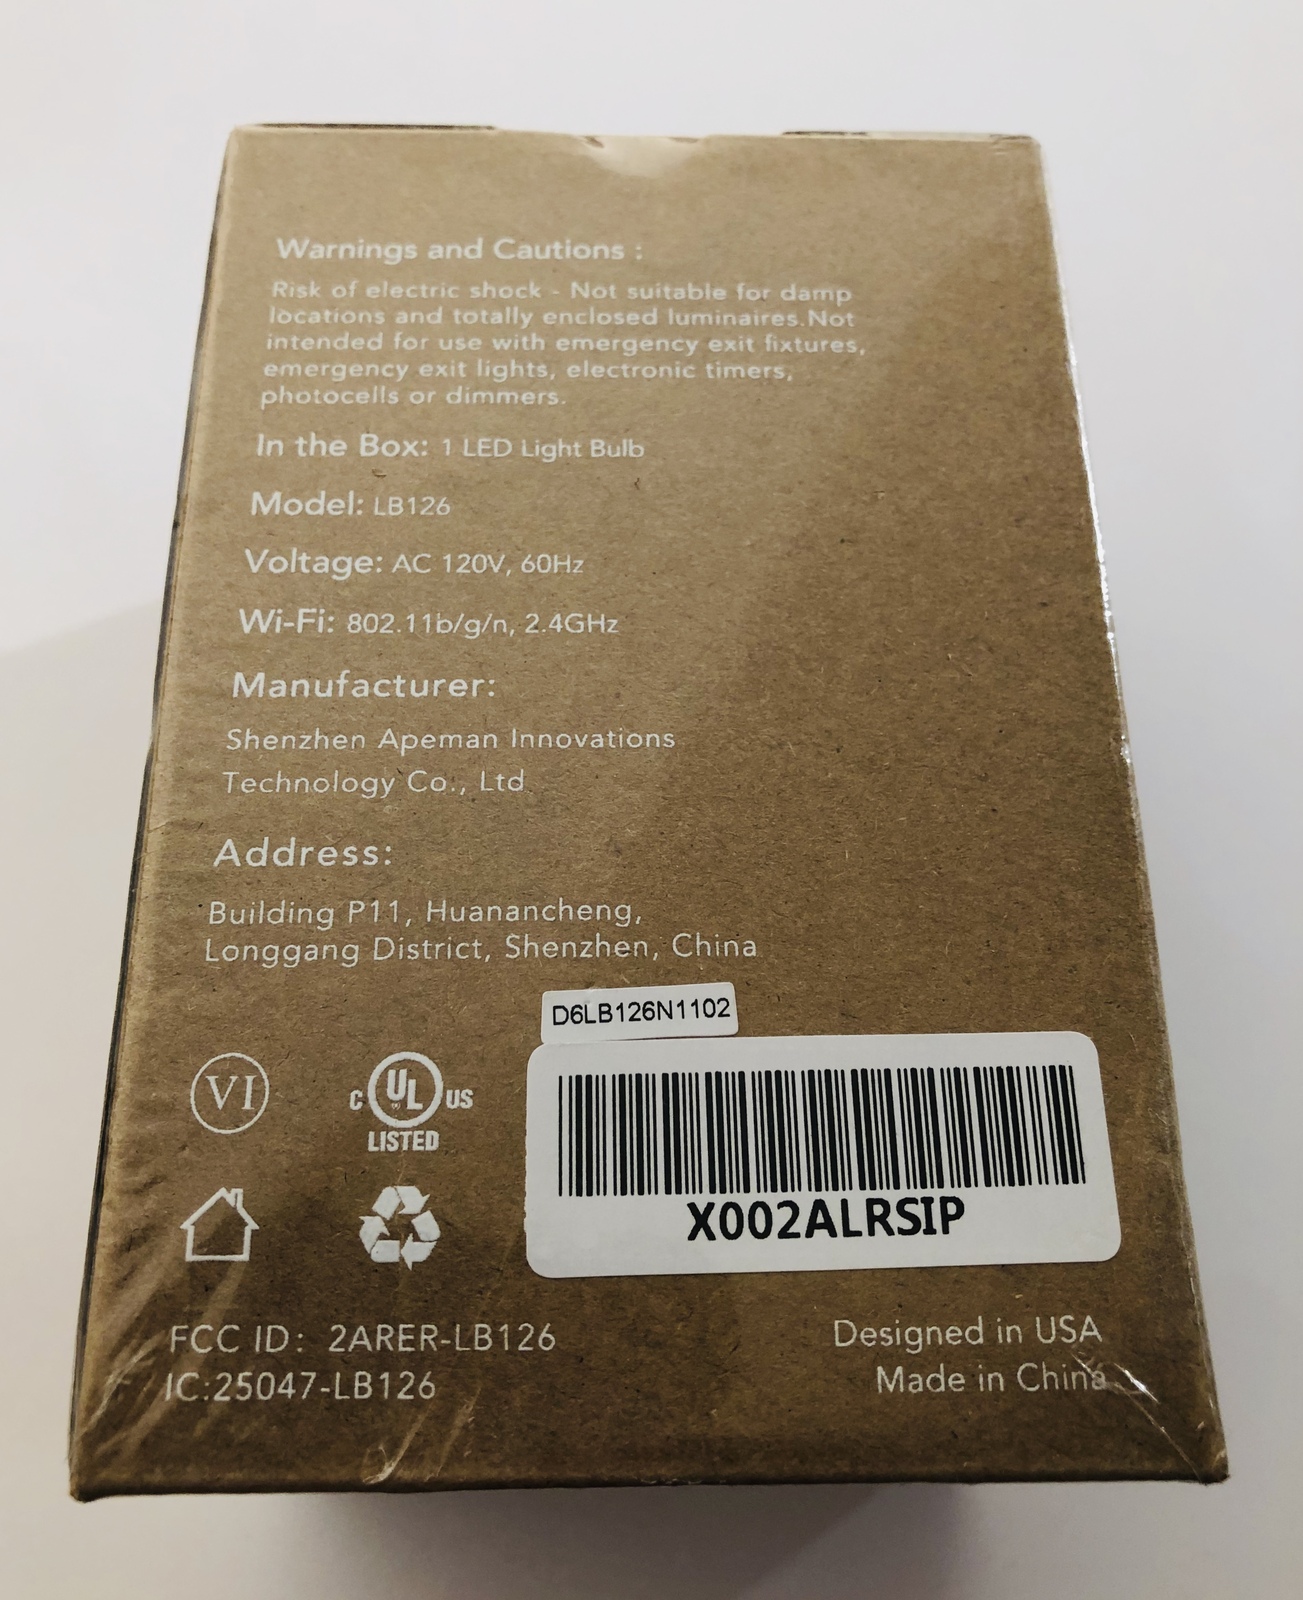 Warnings and Cautions :
Risk of electric shock - Not suitable for damp
locations and totally enclosed luminaires.Not
intended for use with emergency exit fixtures,
emergency exit lights, electronic timers,
photocells or dimmers.
In the Box: 1 LED Light Bulb
Model: LB126
Voltage: AC 120V, 60Hz
Wi-Fi: 802.11b/g/n, 2.4GHz
Manufacturer:
Shenzhen Apeman Innovations
Technology Co., Ltd
Address:
Building P11, Huanancheng,
Longgang District, Shenzhen, China
D6LB126N1102
VI
C UL US
LISTED
X002ALRSIP
FCC ID: 2ARER-LB126
IC:25047-LB126
Designed in USA
Made in China